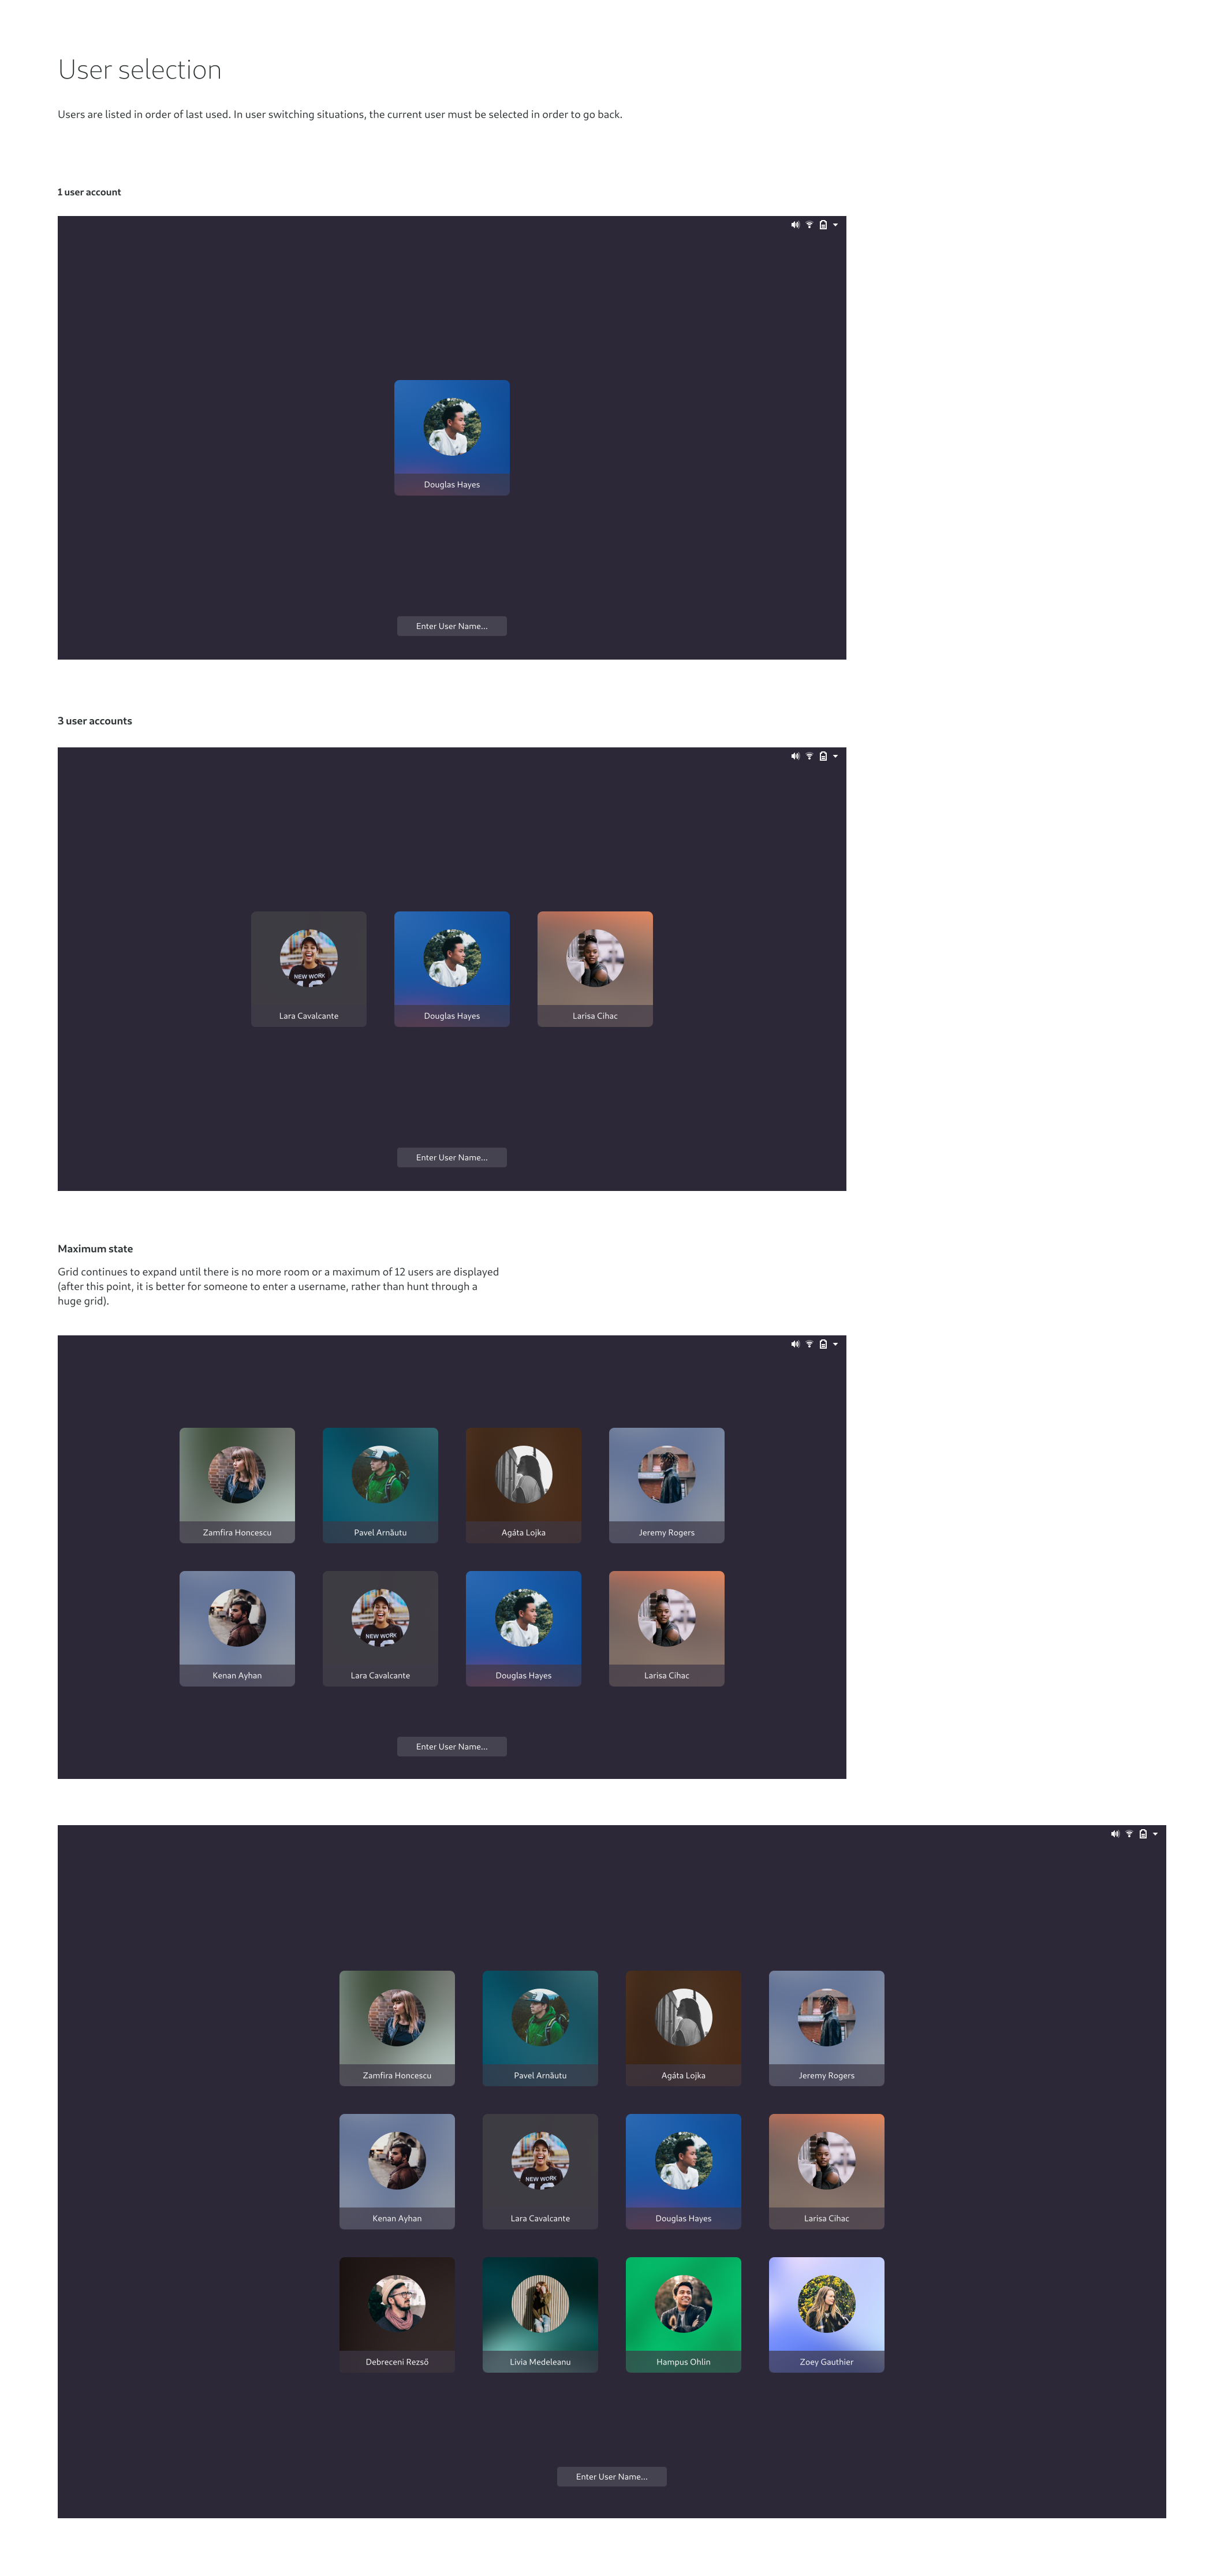 User selection
Users are listed in order of last used. In user switching situations, the current user must be selected in order to go back.
1 user account
Douglas Hayes
Enter User Name...
3 user accounts
NEW WORK
Lara Cavalcante
Douglas Hayes
Larisa Cihac
Enter User Name...
Maximum state
Grid continues to expand until there is no more room or a maximum of 12 users are displayed
(after this point, it is better for someone to enter a username, rather than hunt through a
huge grid).
Zamfira Honcescu
Pavel Arnăutu
Agáta Lojka
Jeremy Rogers
NEW WORK
Kenan Ayhan
Lara Cavalcante
Douglas Hayes
Larisa Cihac
Enter User Name...
Zamfira Honcescu
Pavel Arnăutu
Agáta Lojka
Jeremy Rogers
NEW WORK
Kenan Ayhan
Lara Cavalcante
Douglas Hayes
Larisa Cihac
Debreceni Rezső
Livia Medeleanu
Hampus Ohlin
Zoey Gauthier
Enter User Name...